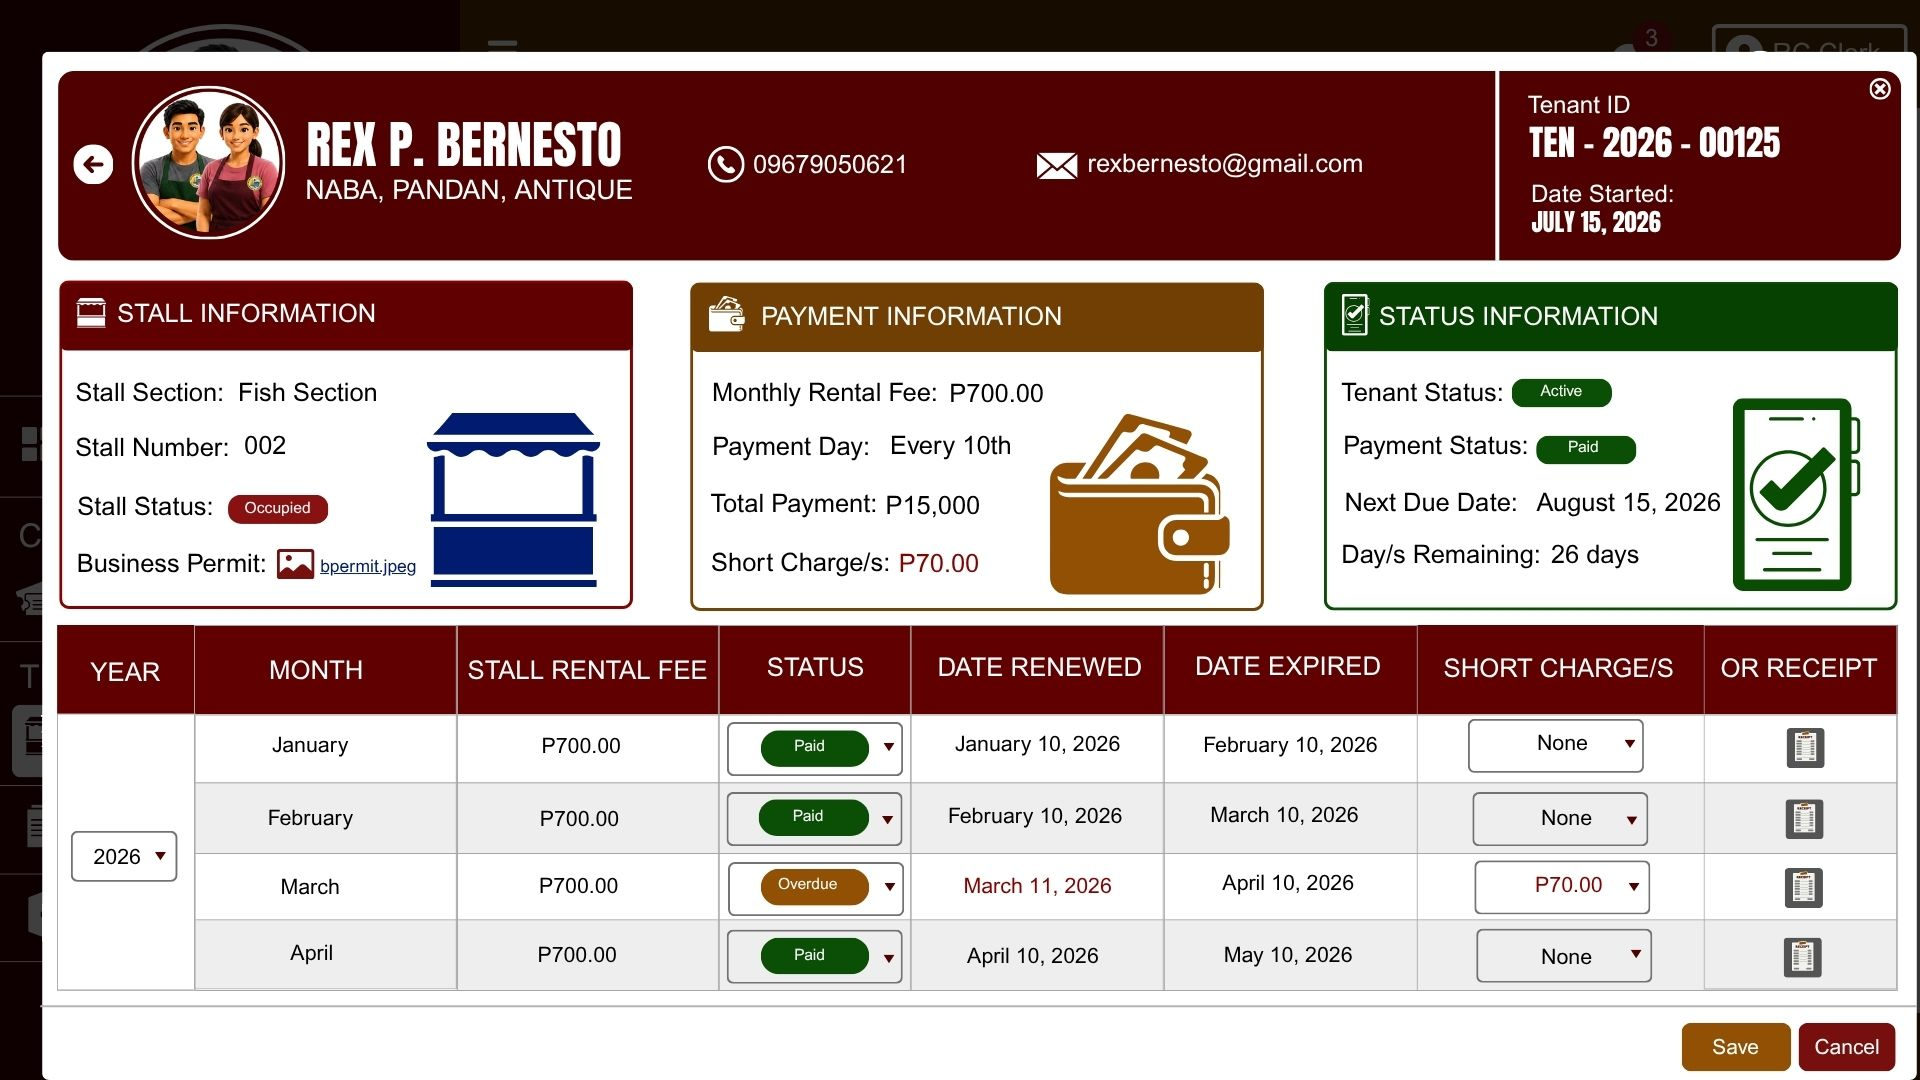 3
RC Clerk
REX P. BERNESTO
NABA, PANDAN, ANTIQUE
09679050621
rexbernesto@gmail.com
Tenant ID
TEN - 2026 - 00125
Date Started:
JULY 15, 2026
STALL INFORMATION
Stall Section: Fish Section
Stall Number: 002
Stall Status: Occupied
Business Permit: bpermit.jpeg
PAYMENT INFORMATION
Monthly Rental Fee: P700.00
Payment Day: Every 10th
Total Payment: P15,000
Short Charge/s: P70.00
STATUS INFORMATION
Tenant Status: Active
Payment Status: Paid
Next Due Date: August 15, 2026
Day/s Remaining: 26 days
YEAR MONTH STALL RENTAL FEE STATUS DATE RENEWED DATE EXPIRED SHORT CHARGE/S OR RECEIPT
January P700.00 Paid January 10, 2026 February 10, 2026 None
February P700.00 Paid February 10, 2026 March 10, 2026 None
2026
March P700.00 Overdue March 11, 2026 April 10, 2026 P70.00
April P700.00 Paid April 10, 2026 May 10, 2026 None
Save Cancel